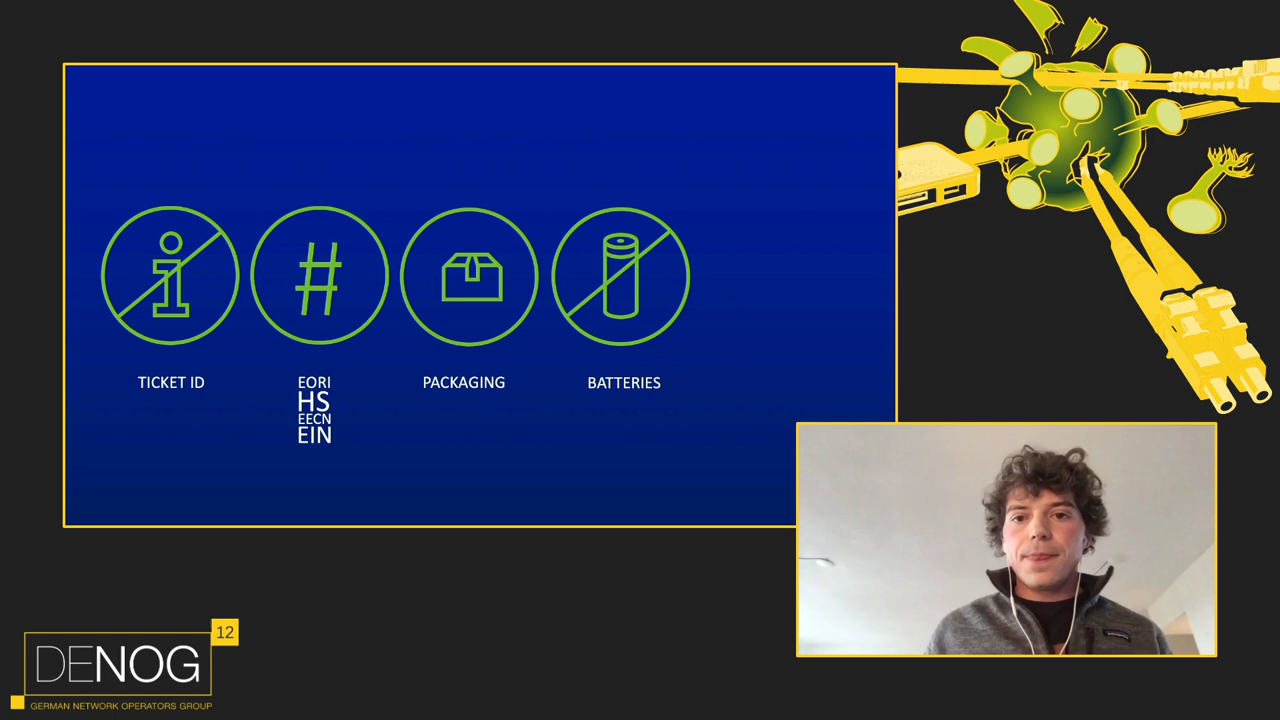 TICKET ID
EORI
HS
EECN
EIN
PACKAGING
BATTERIES
12
DENOG
GERMAN NETWORK OPERATORS GROUP